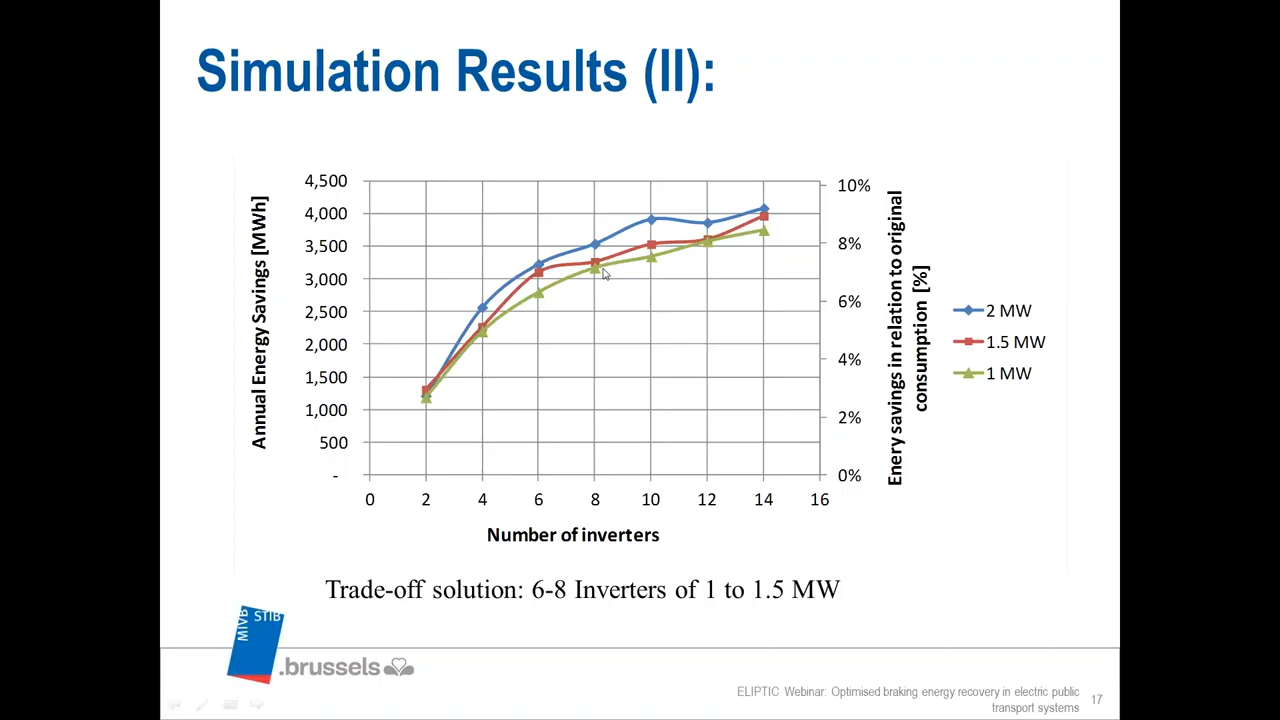 Simulation Results (II):
Annual Energy Savings [MWh]
4,500
4,000
3,500
3,000
2,500
2,000
1,500
1,000
500
-
0
2
4
6
8
10
12
14
16
Number of inverters
10%
8%
6%
4%
2%
0%
Enery savings in relation to original
consumption [%]
2 MW
1.5 MW
1 MW
Trade-off solution: 6-8 Inverters of 1 to 1.5 MW
MIVB
STIB
.brussels
ELIPTIC Webinar: Optimised braking energy recovery in electric public
transport systems
17